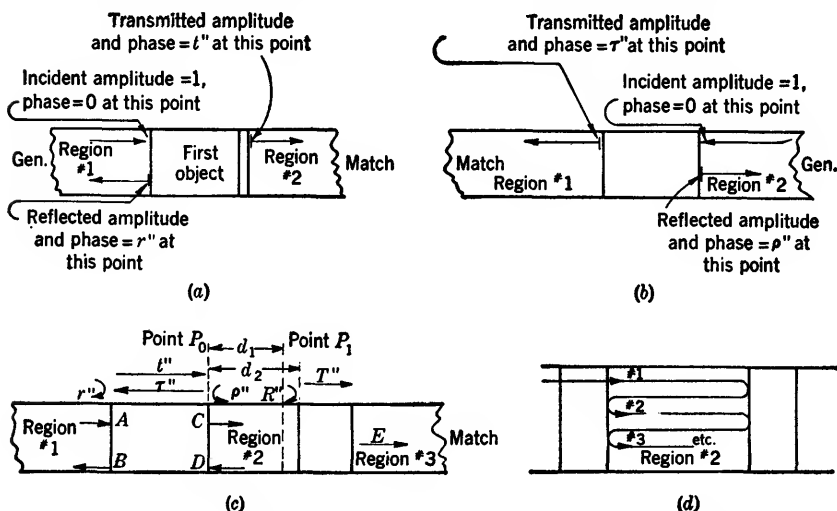 Transmitted amplitude
and phase=t" at this point
Incident amplitude =1,
phase=0 at this point
Gen.
Region
#1
First
object
Region
#2
Match
Reflected amplitude
and phase=r" at
this point
(a)
Transmitted amplitude
and phase=τ" at this point
Incident amplitude =1,
phase=0 at this point
Match
Region #1
Region #2
Gen.
Reflected amplitude
and phase=ρ" at
this point
(b)
Point P₀
d₁
Point P₁
t"
d₂
T"
r"
τ"
ρ"
R"
Region
#1
A
B
C
D
Region
#2
E
Region #3
Match
(c)
#1
#2
#3
etc.
Region #2
(d)